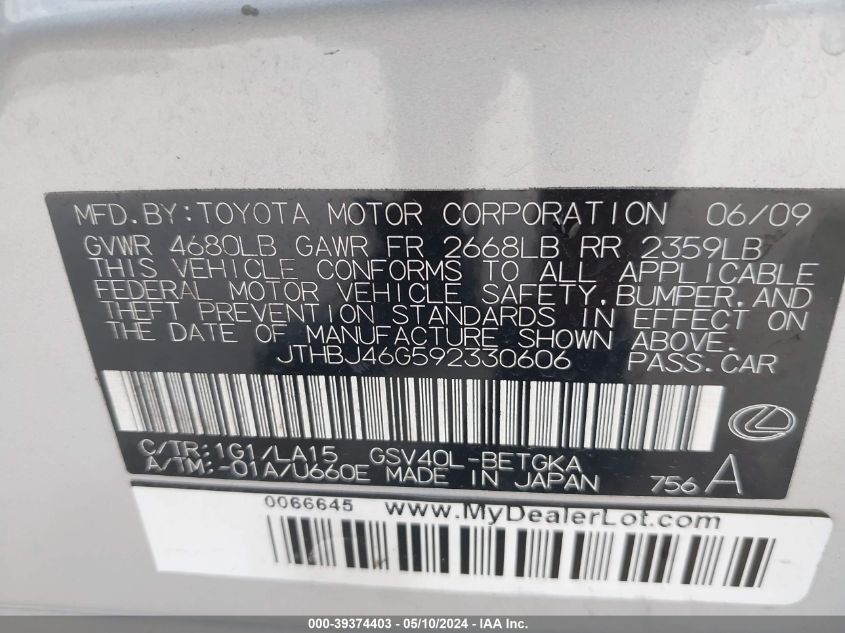 MFD.BY:TOYOTA MOTOR CORPORATION 06/09
GVWR 4680LB GAWR FR 2668LB RR 2359LB
THIS VEHICLE CONFORMS TO ALL APPLICABLE
FEDERAL MOTOR VEHICLE SAFETY,BUMPER,AND
THEFT PREVENTION STANDARDS IN EFFECT ON
THE DATE OF MANUFACTURE SHOWN ABOVE.
JTHBJ46G592330606 PASS.CAR
C/TR:1G1/LA15 GSV40L-BETGKA
A/TM:-01A/U660E MADE IN JAPAN 756A
0066645 www.MyDealerLot.com
000-39374403 - 05/10/2024 - IAA Inc.